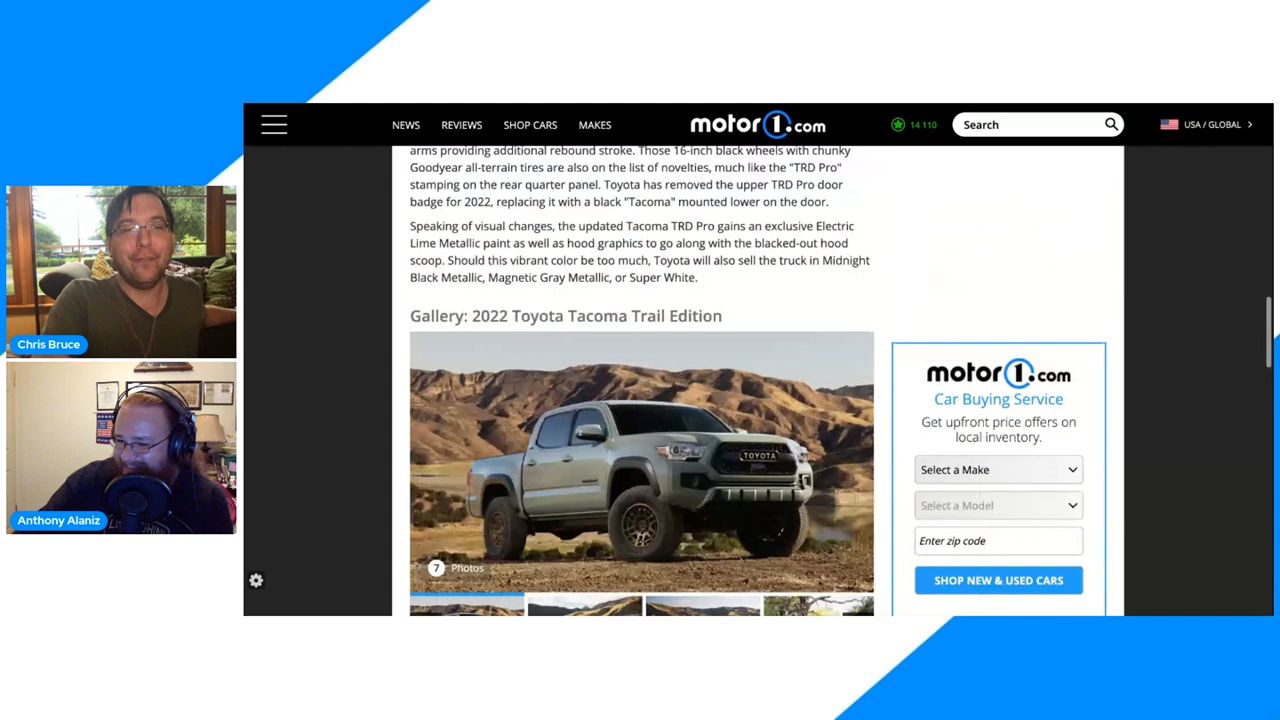 NEWS
REVIEWS
SHOP CARS
MAKES
motor1.com
14 110
Search
USA / GLOBAL
arms providing additional rebound stroke. Those 16-inch black wheels with chunky
Goodyear all-terrain tires are also on the list of novelties, much like the "TRD Pro"
stamping on the rear quarter panel. Toyota has removed the upper TRD Pro door
badge for 2022, replacing it with a black "Tacoma" mounted lower on the door.
Speaking of visual changes, the updated Tacoma TRD Pro gains an exclusive Electric
Lime Metallic paint as well as hood graphics to go along with the blacked-out hood
scoop. Should this vibrant color be too much, Toyota will also sell the truck in Midnight
Black Metallic, Magnetic Gray Metallic, or Super White.
Gallery: 2022 Toyota Tacoma Trail Edition
TOYOTA
7 Photos
motor1.com
Car Buying Service
Get upfront price offers on
local inventory.
Select a Make
Select a Model
Enter zip code
SHOP NEW & USED CARS
Chris Bruce
Anthony Alaniz